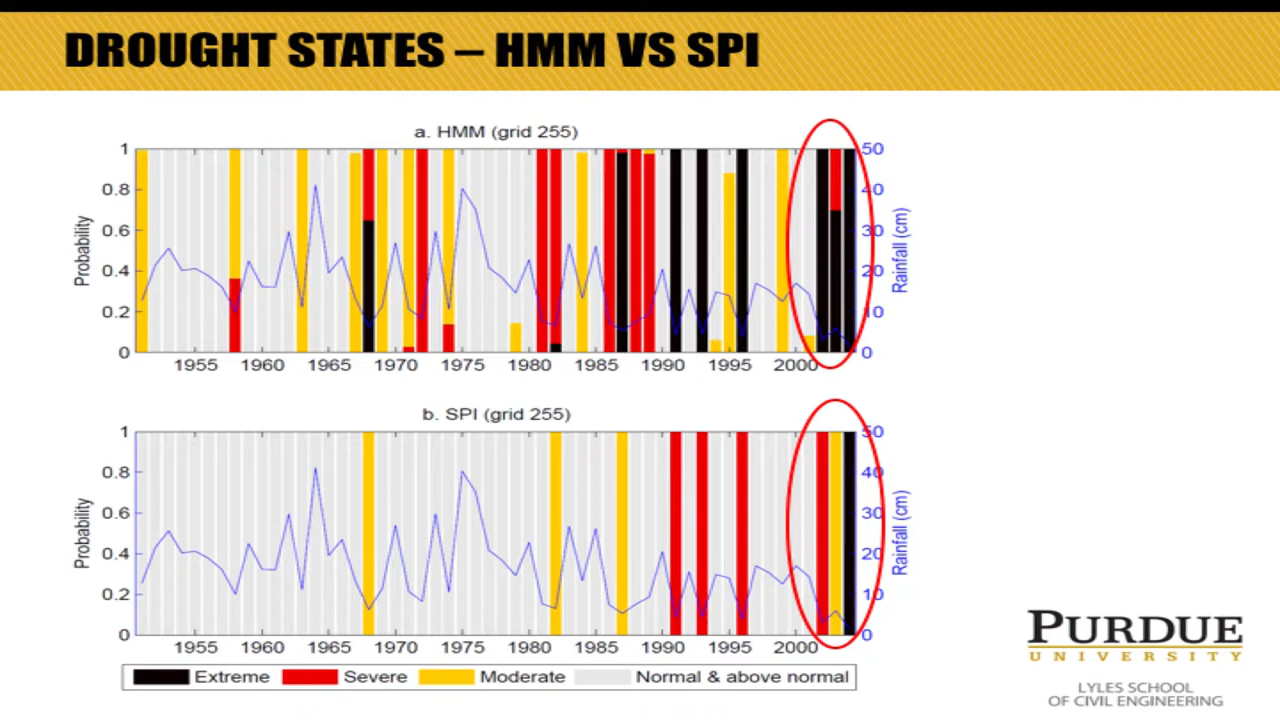 DROUGHT STATES – HMM VS SPI
a. HMM (grid 255)
1 0.8 0.6 0.4 0.2 0
Probability
50 40 30 20 10 0
Rainfall (cm)
1955 1960 1965 1970 1975 1980 1985 1990 1995 2000
b. SPI (grid 255)
1 0.8 0.6 0.4 0.2 0
Probability
50 40 30 20 10 0
Rainfall (cm)
1955 1960 1965 1970 1975 1980 1985 1990 1995 2000
Extreme Severe Moderate Normal & above normal
PURDUE
UNIVERSITY
LYLES SCHOOL
OF CIVIL ENGINEERING